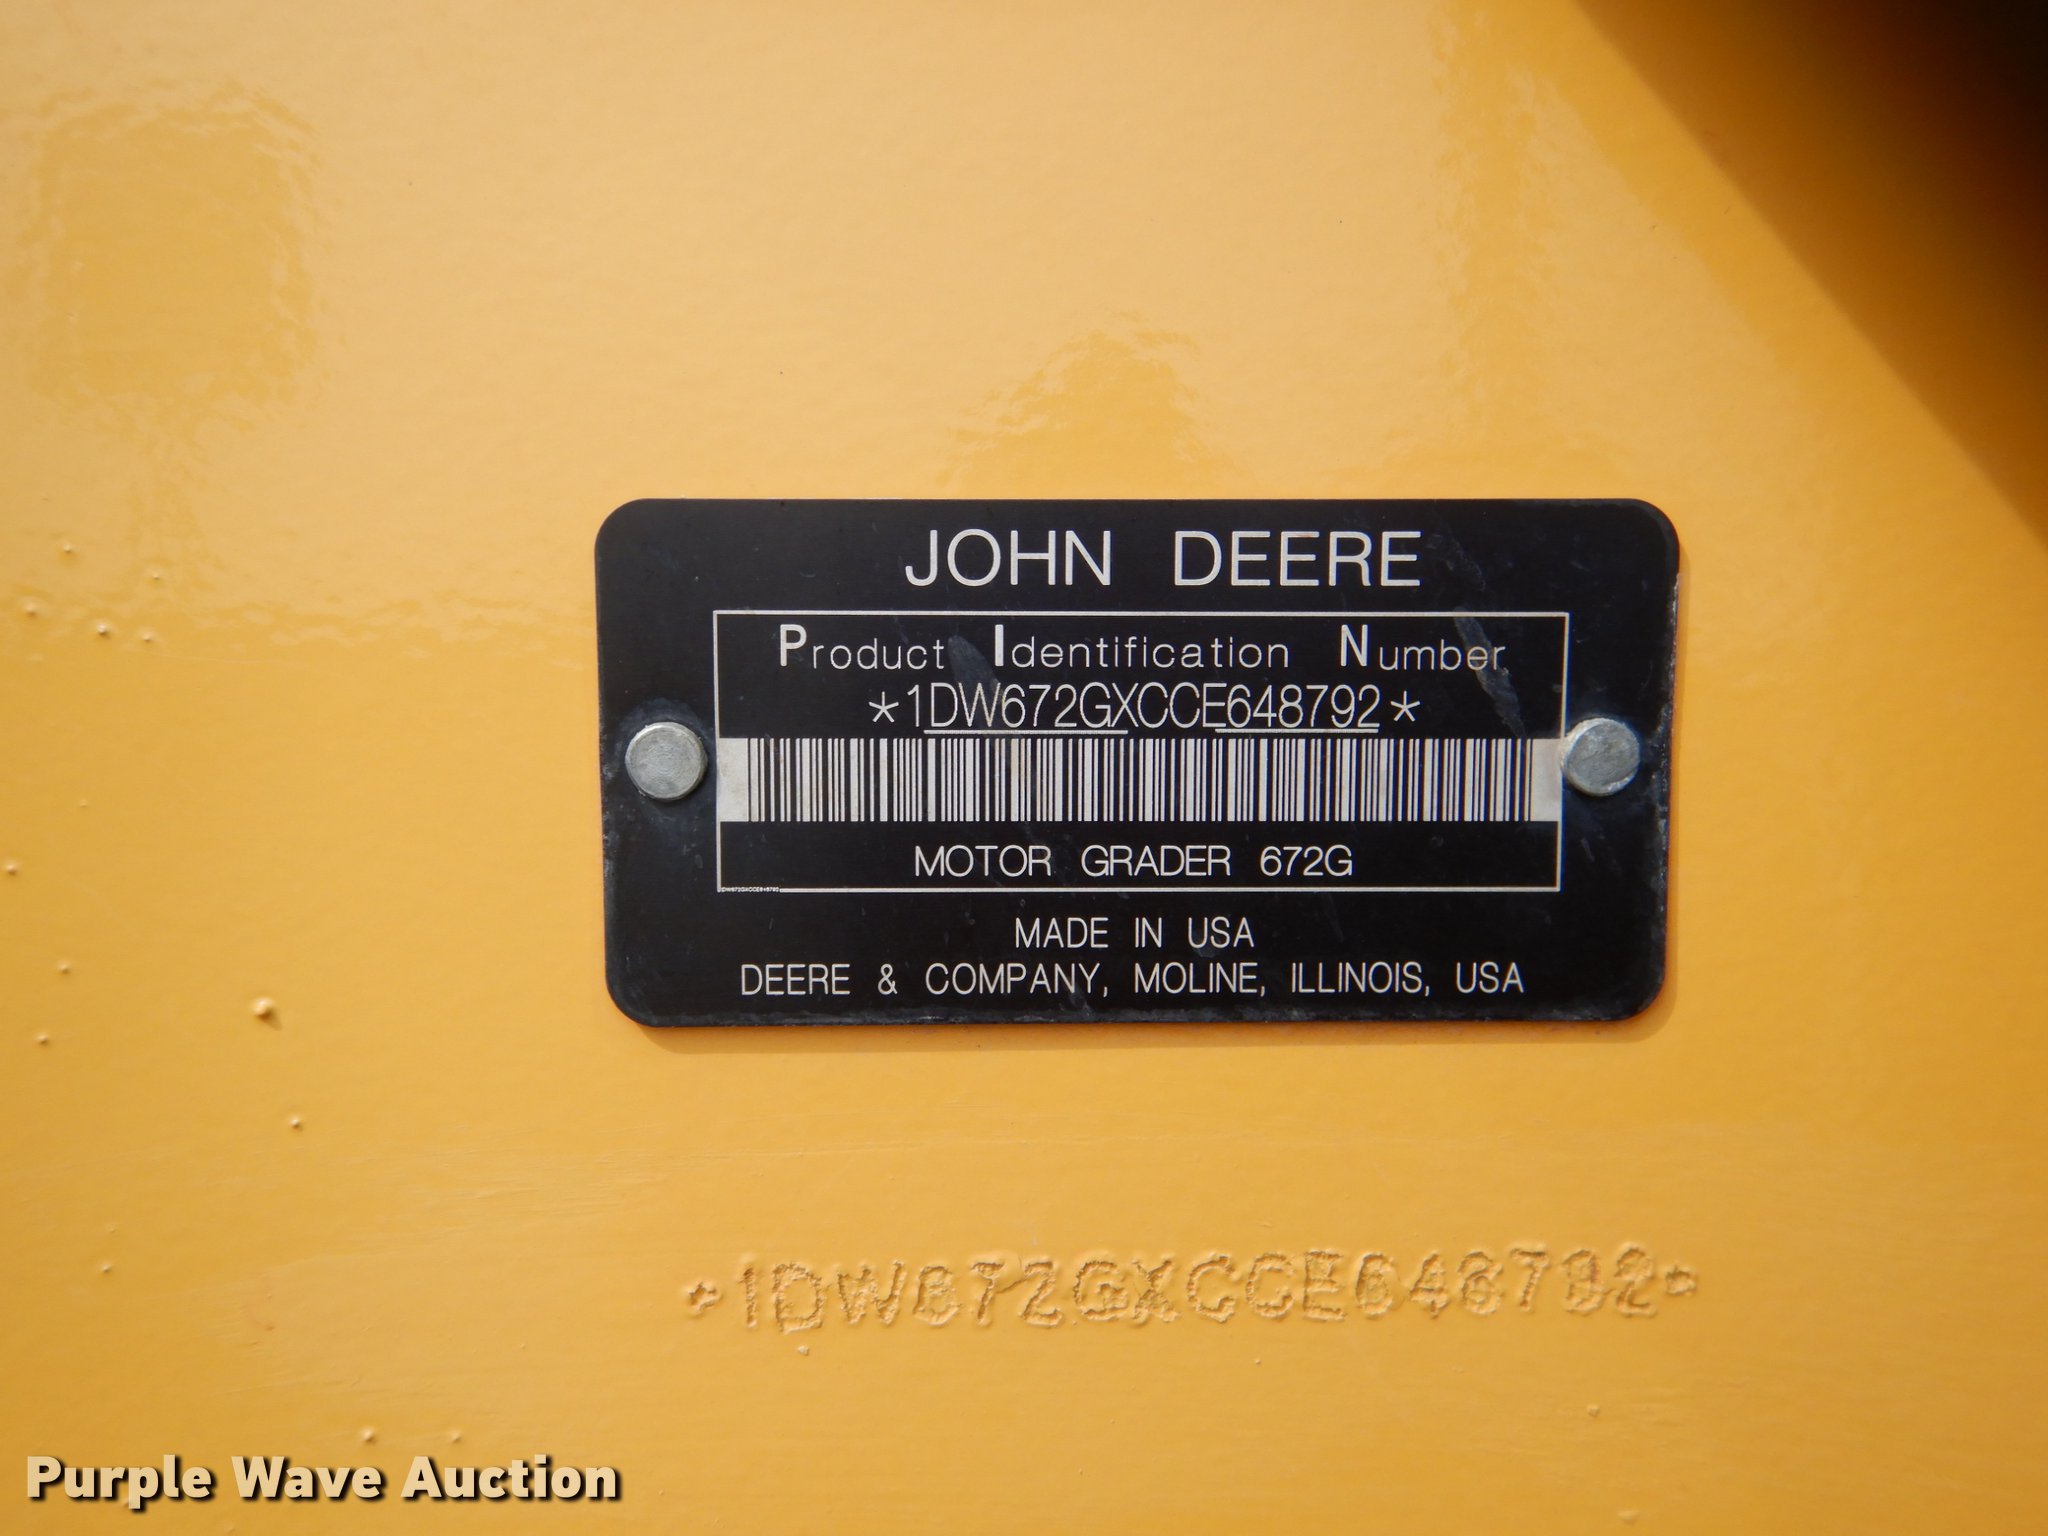 JOHN DEERE
Product Identification Number
*1DW672GXCCE648792*
MOTOR GRADER 672G
1DW672GXCCE648792
MADE IN USA
DEERE & COMPANY, MOLINE, ILLINOIS, USA
*1DW672GXCCE648792*
Purple Wave Auction